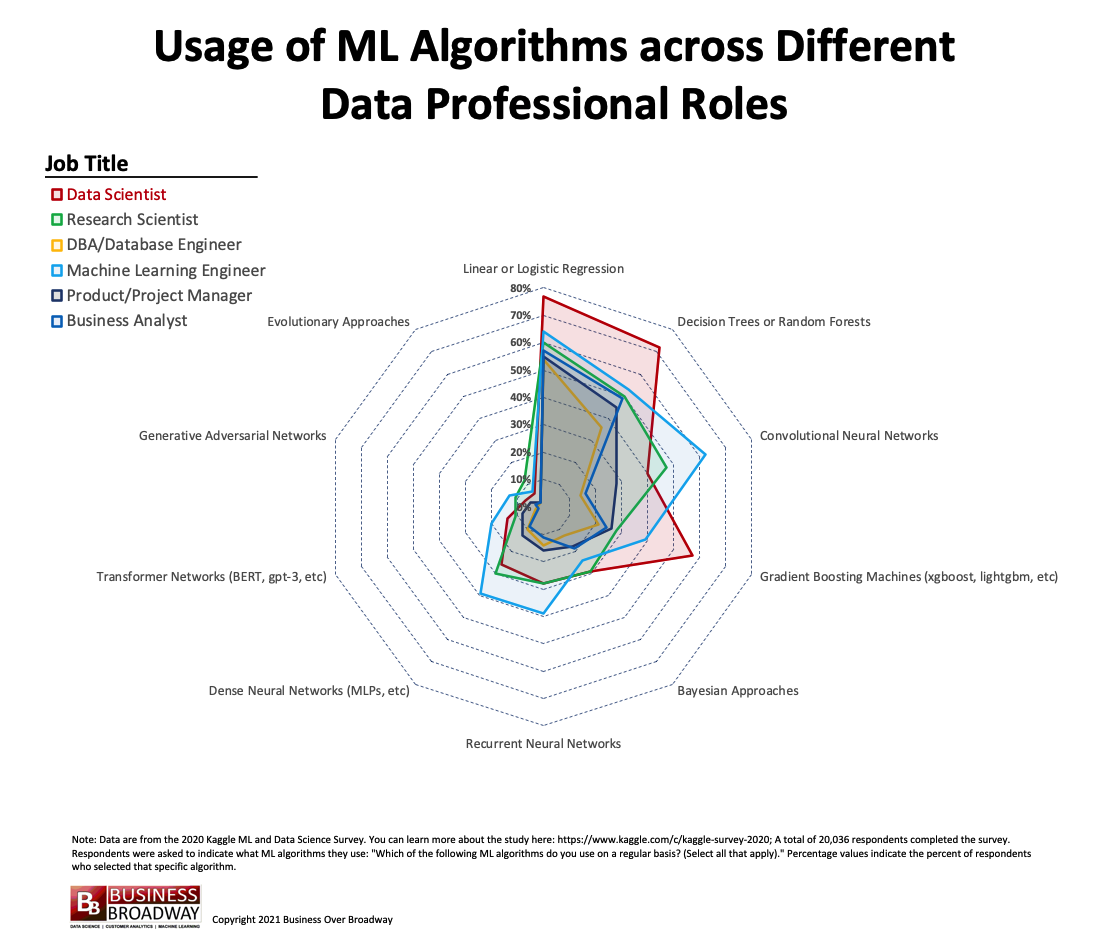 Usage of ML Algorithms across Different
Data Professional Roles
Job Title
Data Scientist
Research Scientist
DBA/Database Engineer
Machine Learning Engineer
Product/Project Manager
Business Analyst
Linear or Logistic Regression
Decision Trees or Random Forests
Convolutional Neural Networks
Gradient Boosting Machines (xgboost, lightgbm, etc)
Bayesian Approaches
Recurrent Neural Networks
Dense Neural Networks (MLPs, etc)
Transformer Networks (BERT, gpt-3, etc)
Generative Adversarial Networks
Evolutionary Approaches
80%
70%
60%
50%
40%
30%
20%
10%
0%
Note: Data are from the 2020 Kaggle ML and Data Science Survey. You can learn more about the study here: https://www.kaggle.com/c/kaggle-survey-2020; A total of 20,036 respondents completed the survey.
Respondents were asked to indicate what ML algorithms they use: "Which of the following ML algorithms do you use on a regular basis? (Select all that apply)." Percentage values indicate the percent of respondents
who selected that specific algorithm.
BB BUSINESS
BROADWAY
DATA SCIENCE | CUSTOMER ANALYTICS | MACHINE LEARNING
Copyright 2021 Business Over Broadway